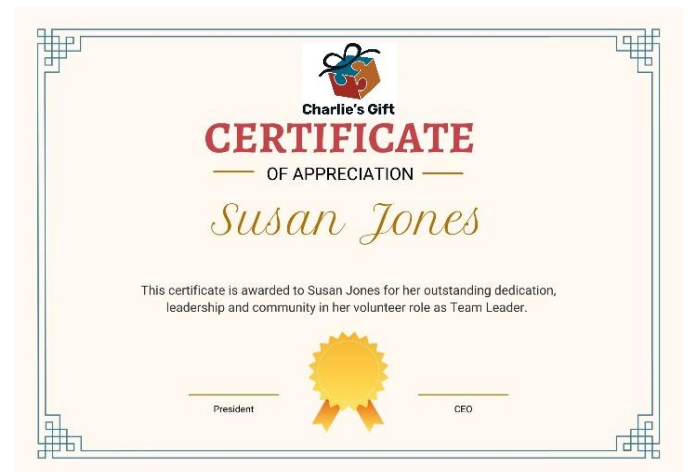 Charlie's Gift
CERTIFICATE
OF APPRECIATION
Susan Jones
This certificate is awarded to Susan Jones for her outstanding dedication,
leadership and community in her volunteer role as Team Leader.
President
CEO